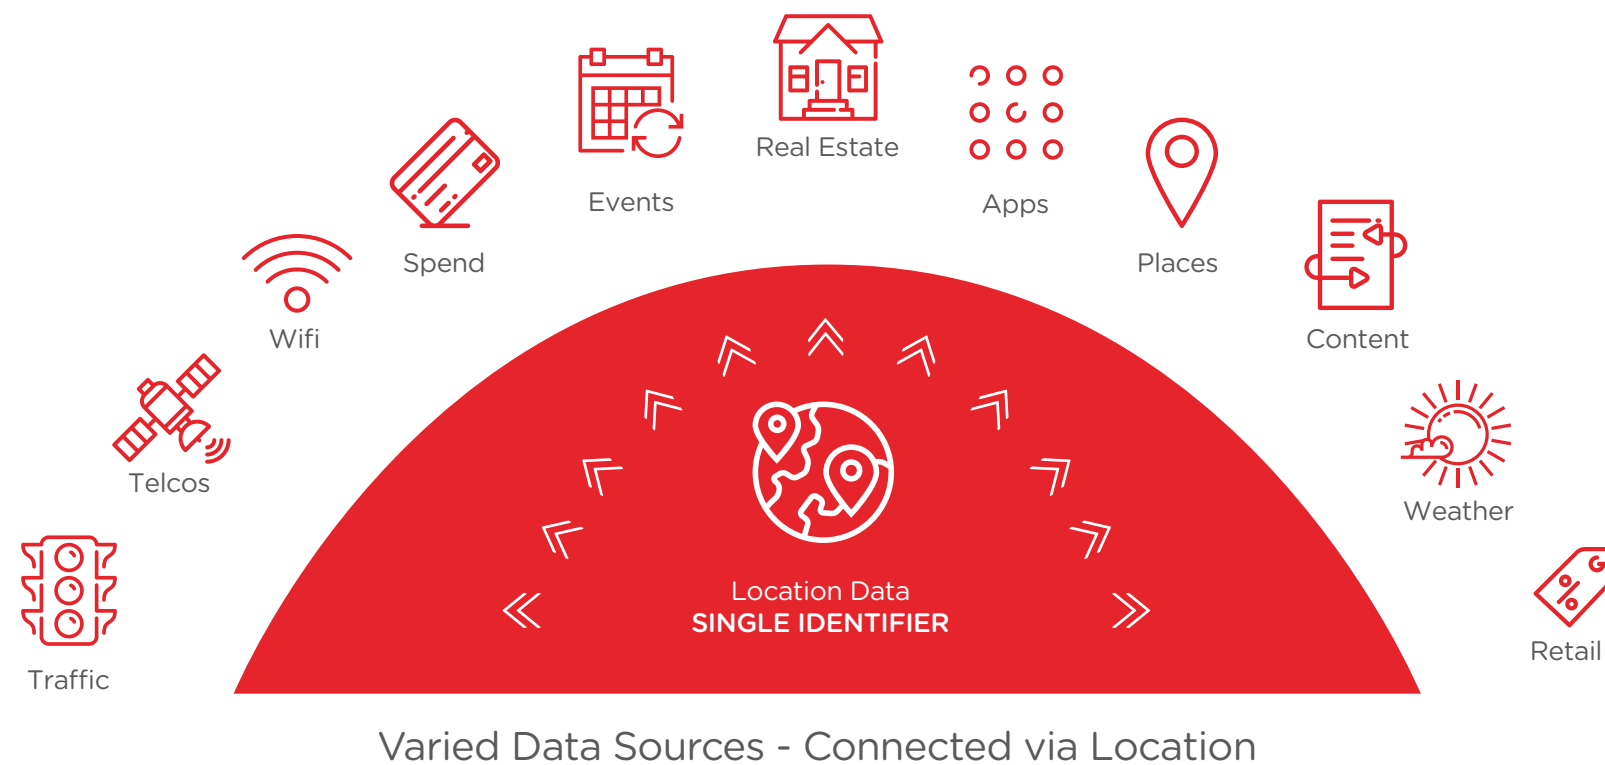 Real Estate
Events
Apps
Spend
Places
Wifi
Content
Telcos
Weather
Traffic
Retail
Location Data
SINGLE IDENTIFIER
Varied Data Sources - Connected via Location